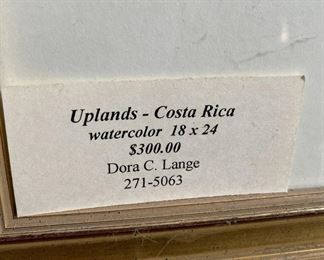 Uplands - Costa Rica
watercolor 18 x 24
$300.00
Dora C. Lange
271-5063